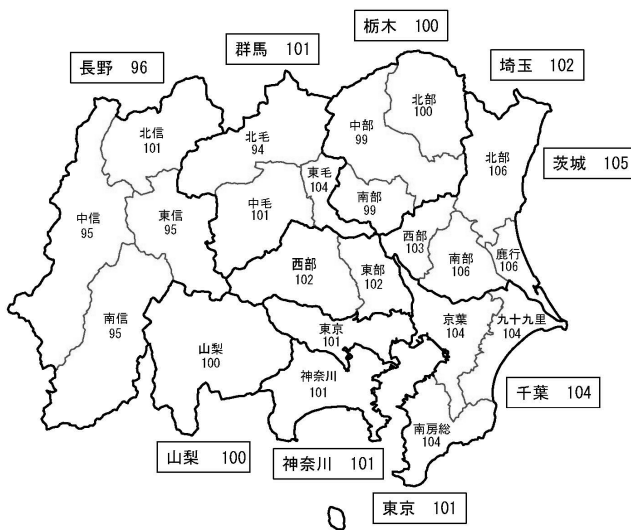 栃木 100
群馬 101
長野 96
埼玉 102
北部
100
北信
101
北毛
94
中部
99
東毛
104
北部
106
茨城 105
中信
95
東信
95
中毛
101
南部
99
西部
103
南部
106
鹿行
106
西部
102
東部
102
南信
95
山梨
100
東京
101
京葉
104
九十九里
104
神奈川
101
千葉 104
南房総
104
山梨 100
神奈川 101
東京 101